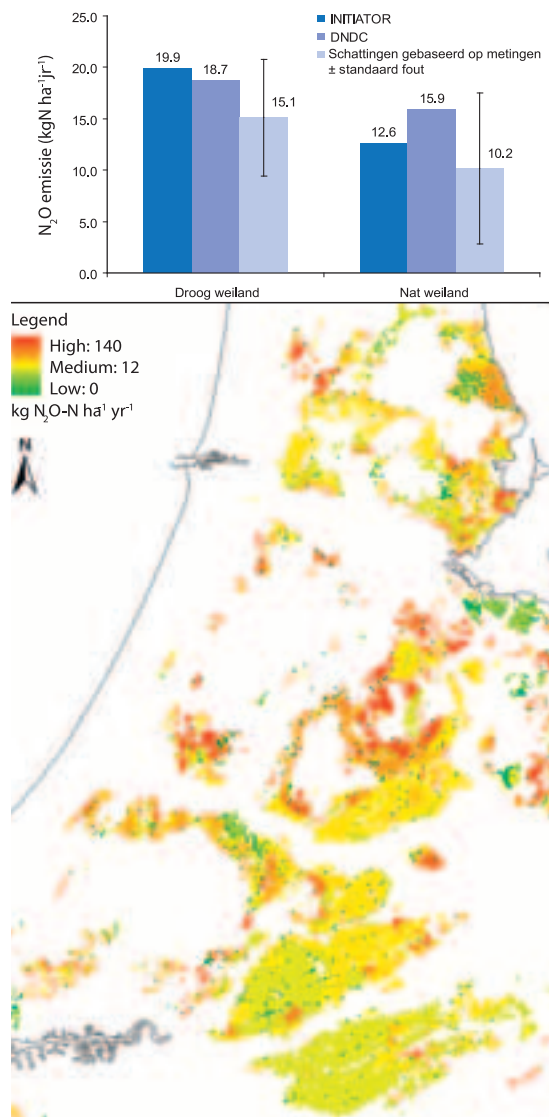 INITIATOR
DNDC
Schattingen gebaseerd op metingen
± standaard fout
N₂O emissie (kgN ha⁻¹jr⁻¹)
25.0
20.0
15.0
10.0
5.0
0.0
19.9
18.7
15.1
12.6
15.9
10.2
Droog weiland
Nat weiland
Legend
High: 140
Medium: 12
Low: 0
kg N₂O-N ha⁻¹ yr⁻¹
N